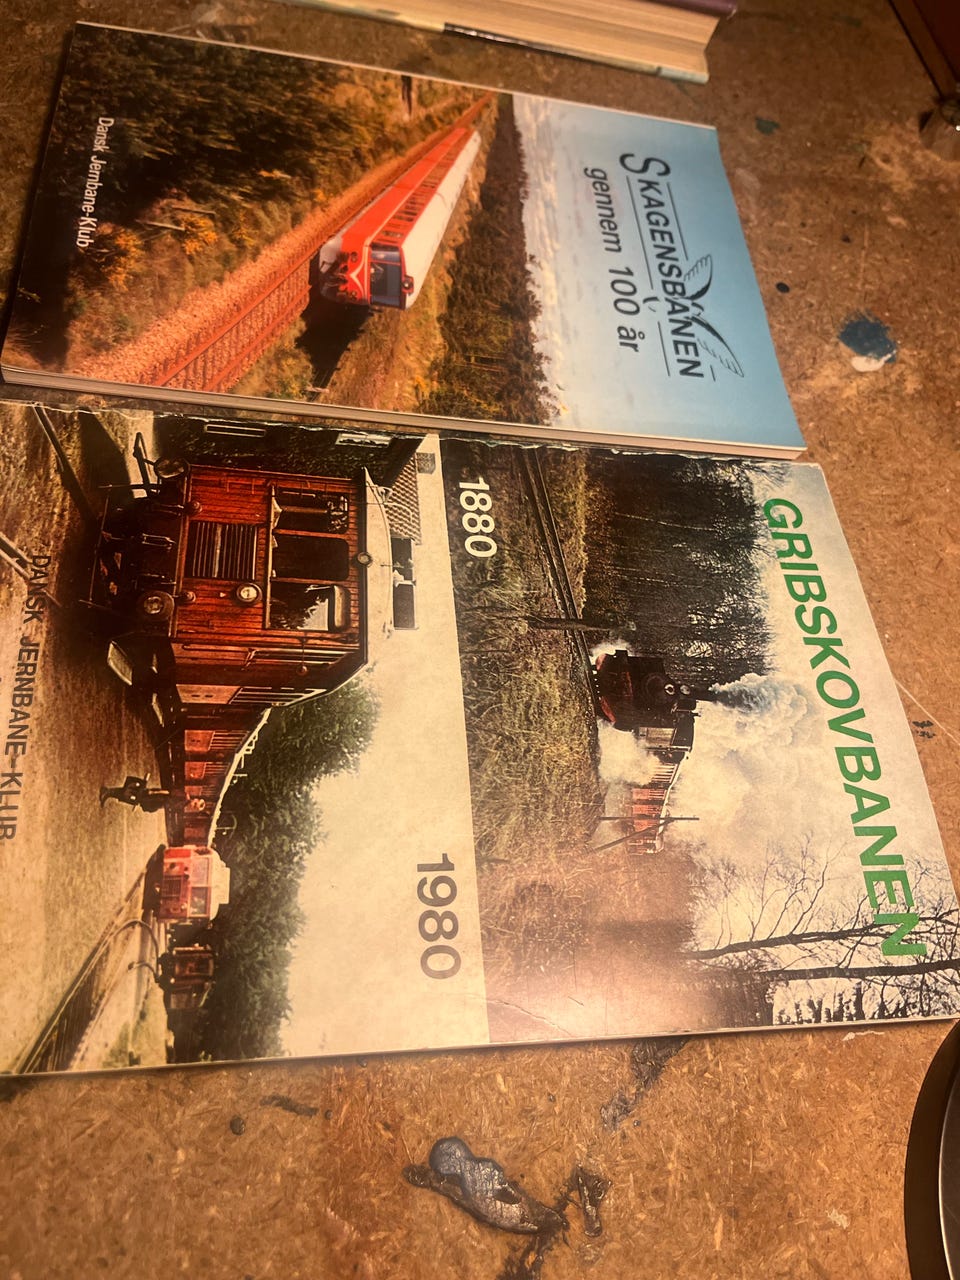 SKAGENSBANEN
gennem 100 år
Dansk Jernbane-Klub
GRIBSKOVBANEN
1880
1980
DANSK JERNBANE-KLUB